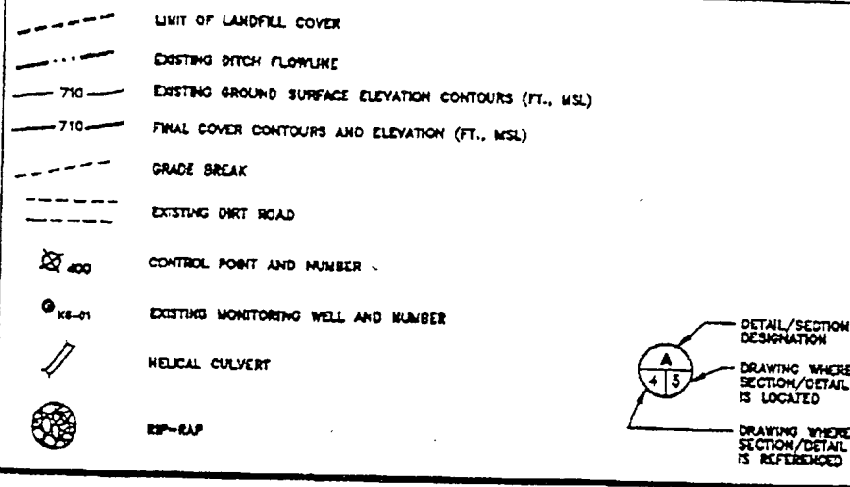 LIMIT OF LANDFILL COVER
EXISTING DITCH FLOWLINE
710 EXISTING GROUND SURFACE ELEVATION CONTOURS (FT., MSL)
710 FINAL COVER CONTOURS AND ELEVATION (FT., MSL)
GRADE BREAK
EXISTING DIRT ROAD
400 CONTROL POINT AND NUMBER
KS-01 EXISTING MONITORING WELL AND NUMBER
HELICAL CULVERT
RIP-RAP
DETAIL/SECTION
DESIGNATION
A
4 5
DRAWING WHERE
SECTION/DETAIL
IS LOCATED
DRAWING WHERE
SECTION/DETAIL
IS REFERENCED